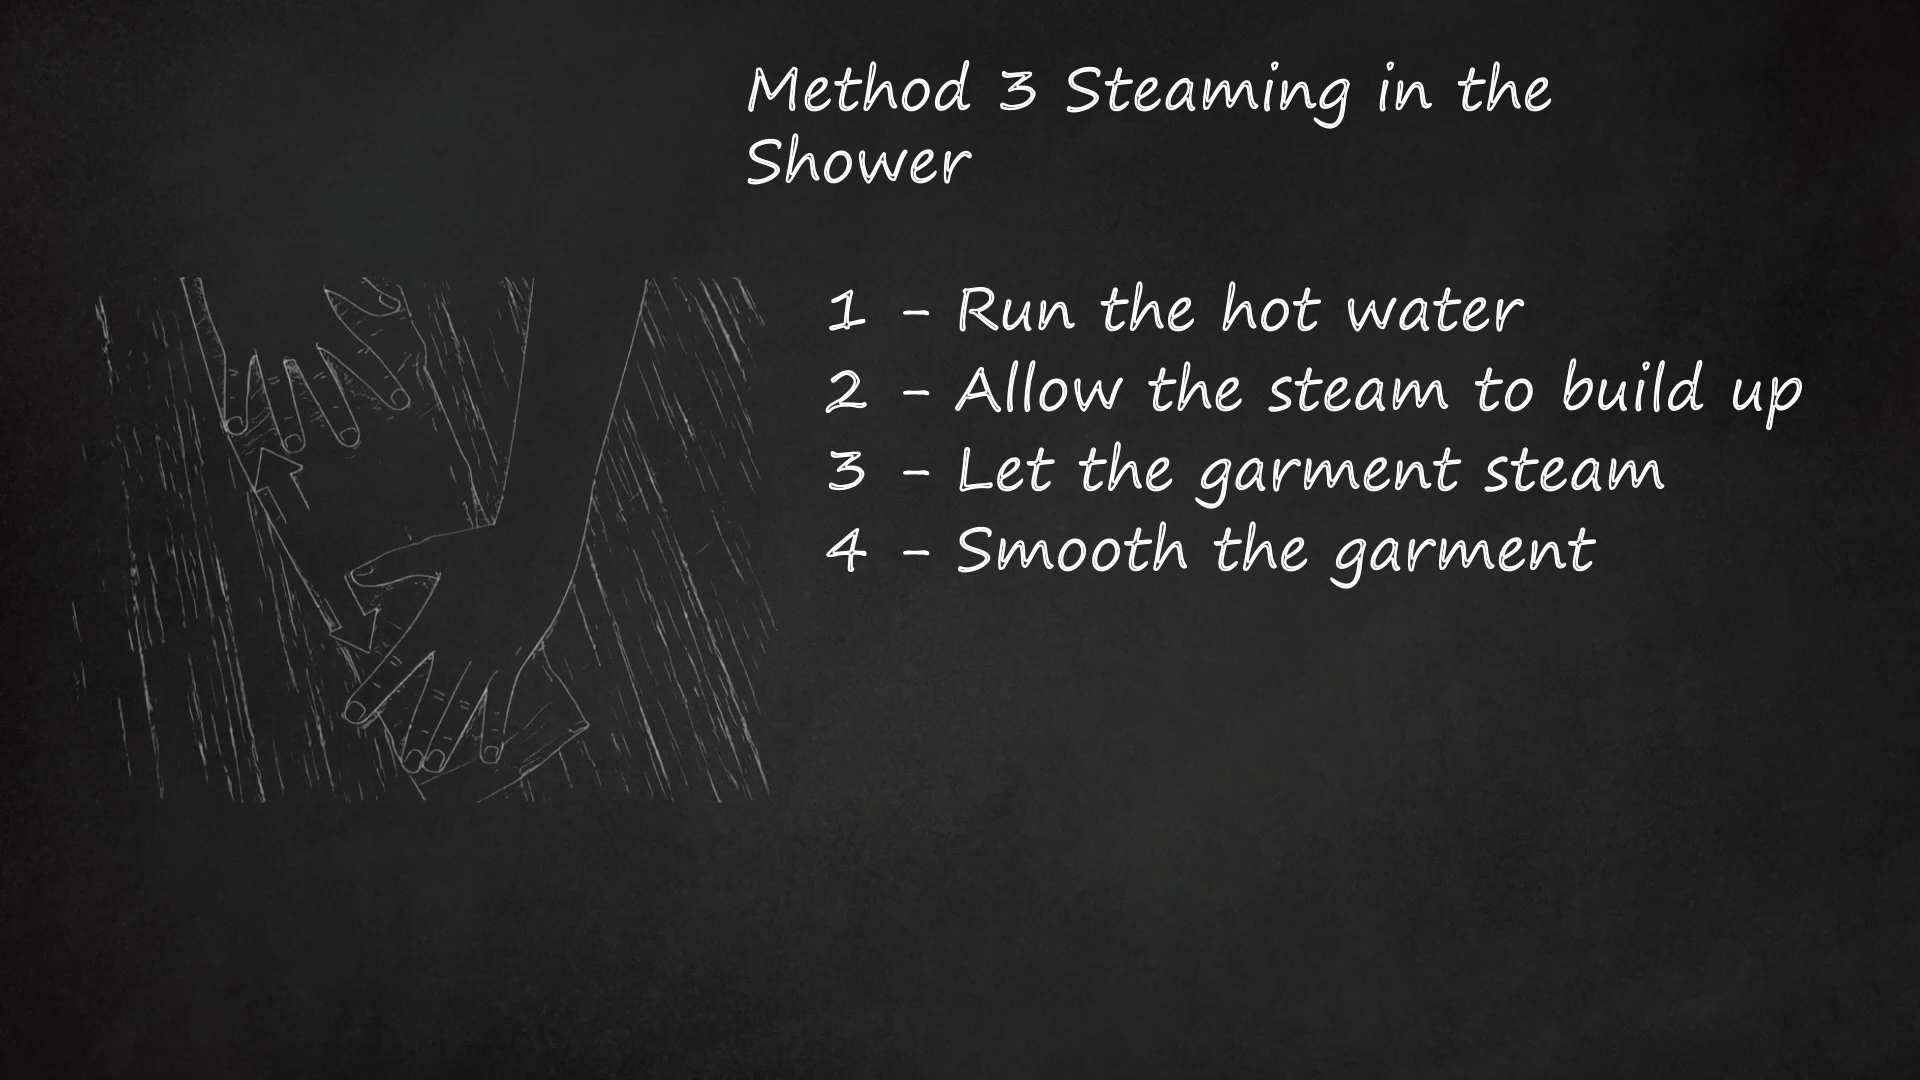 Method 3 Steaming in the
Shower
1 - Run the hot water
2 - Allow the steam to build up
3 - Let the garment steam
4 - Smooth the garment